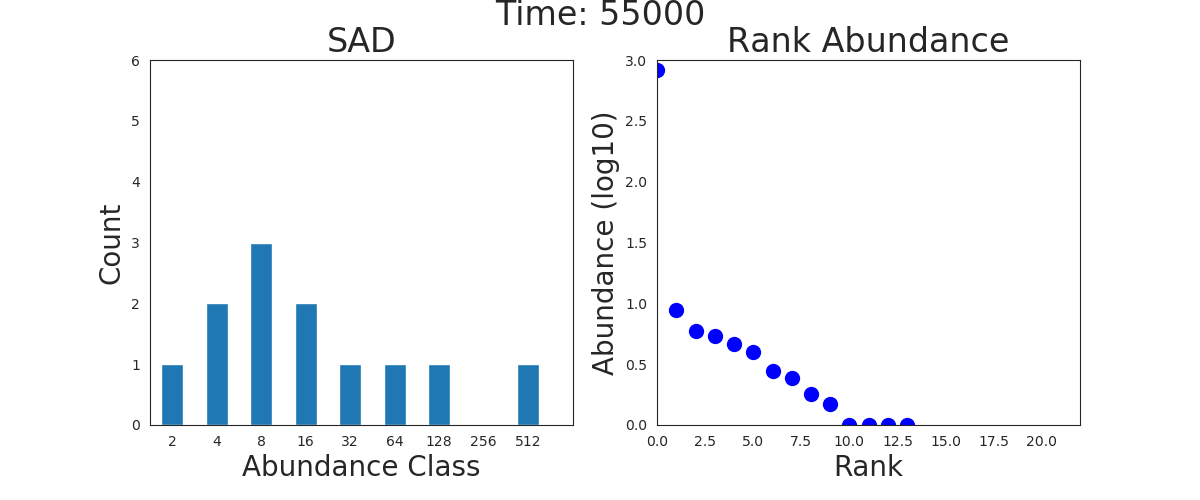 Time: 55000
SAD
Rank Abundance
6
5
4
3
2
1
0
Count
2 4 8 16 32 64 128 256 512
Abundance Class
3.0
2.5
2.0
1.5
1.0
0.5
0.0
Abundance (log10)
0.0 2.5 5.0 7.5 10.0 12.5 15.0 17.5 20.0
Rank